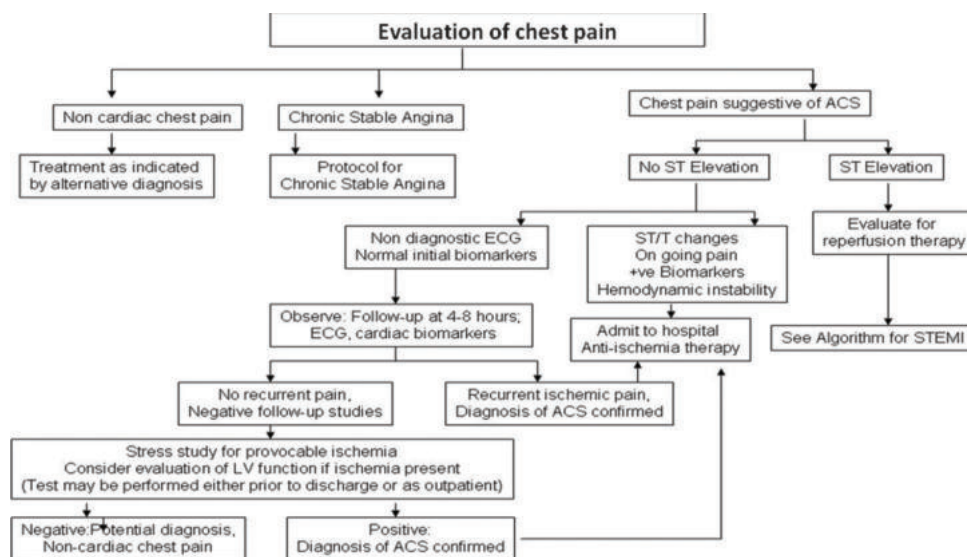 Evaluation of chest pain
Non cardiac chest pain
Chronic Stable Angina
Chest pain suggestive of ACS
Treatment as indicated
by alternative diagnosis
Protocol for
Chronic Stable Angina
No ST Elevation
ST Elevation
Non diagnostic ECG
Normal initial biomarkers
ST/T changes
On going pain
+ve Biomarkers
Hemodynamic instability
Evaluate for
reperfusion therapy
Observe: Follow-up at 4-8 hours;
ECG, cardiac biomarkers
Admit to hospital
Anti-ischemia therapy
See Algorithm for STEMI
No recurrent pain,
Negative follow-up studies
Recurrent ischemic pain,
Diagnosis of ACS confirmed
Stress study for provocable ischemia
Consider evaluation of LV function if ischemia present
(Test may be performed either prior to discharge or as outpatient)
Negative:Potential diagnosis,
Non-cardiac chest pain
Positive:
Diagnosis of ACS confirmed